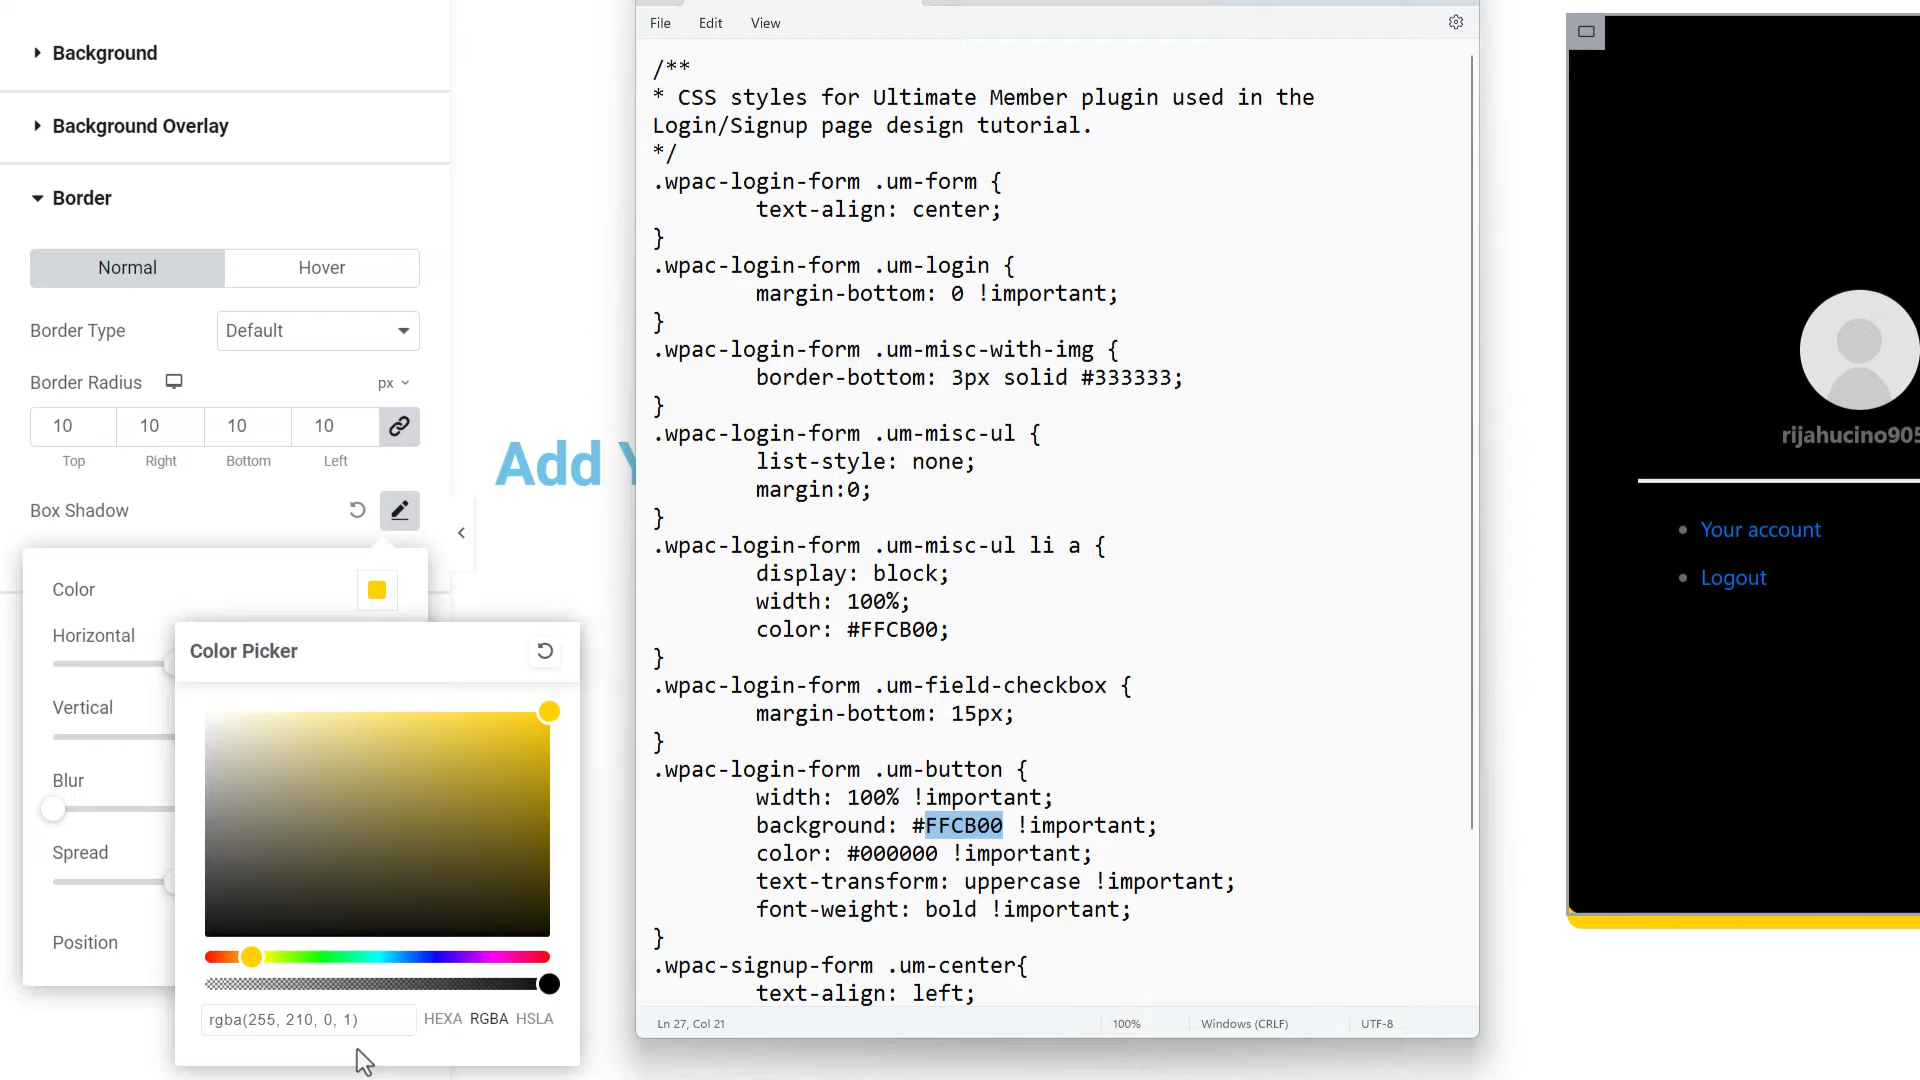 Background
Background Overlay
Border
Normal
Hover
Border Type
Default
Border Radius
px
10
10
10
10
Top
Right
Bottom
Left
Box Shadow
Color
Horizontal
Vertical
Blur
Spread
Position
Color Picker
rgba(255, 210, 0, 1)
HEXA RGBA HSLA
Add
File Edit View
/**
* CSS styles for Ultimate Member plugin used in the
Login/Signup page design tutorial.
*/
.wpac-login-form .um-form {
text-align: center;
}
.wpac-login-form .um-login {
margin-bottom: 0 !important;
}
.wpac-login-form .um-misc-with-img {
border-bottom: 3px solid #333333;
}
.wpac-login-form .um-misc-ul {
list-style: none;
margin:0;
}
.wpac-login-form .um-misc-ul li a {
display: block;
width: 100%;
color: #FFCB00;
}
.wpac-login-form .um-field-checkbox {
margin-bottom: 15px;
}
.wpac-login-form .um-button {
width: 100% !important;
background: #FFCB00 !important;
color: #000000 !important;
text-transform: uppercase !important;
font-weight: bold !important;
}
.wpac-signup-form .um-center{
text-align: left;
Ln 27, Col 21
100%
Windows (CRLF)
UTF-8
rijahucino905
Your account
Logout